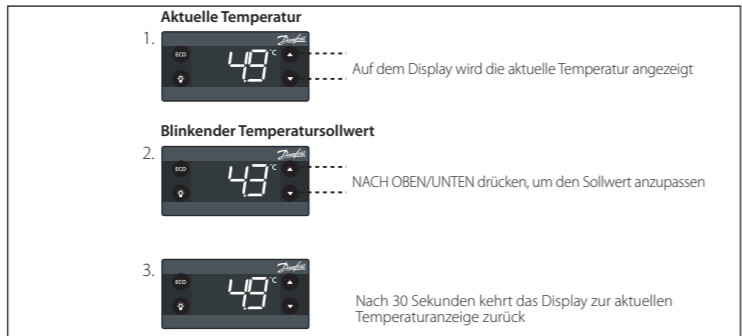 Aktuelle Temperatur
1.
Danfoss
ECO
4.9 °C
Auf dem Display wird die aktuelle Temperatur angezeigt
Blinkender Temperatursollwert
2.
Danfoss
ECO
4.9 °C
NACH OBEN/UNTEN drücken, um den Sollwert anzupassen
3.
Danfoss
ECO
4.9 °C
Nach 30 Sekunden kehrt das Display zur aktuellen
Temperaturanzeige zurück